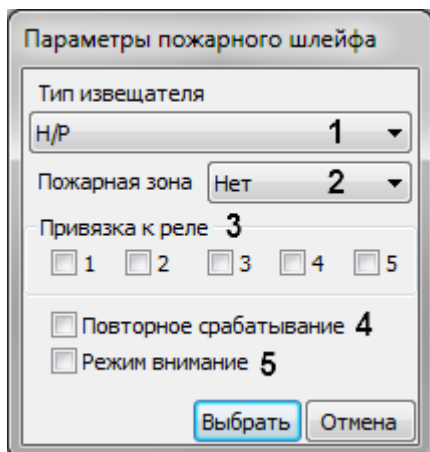 Параметры пожарного шлейфа
Тип извещателя
Н/Р 1
Пожарная зона Нет 2
Привязка к реле 3
1 2 3 4 5
Повторное срабатывание 4
Режим внимание 5
Выбрать Отмена